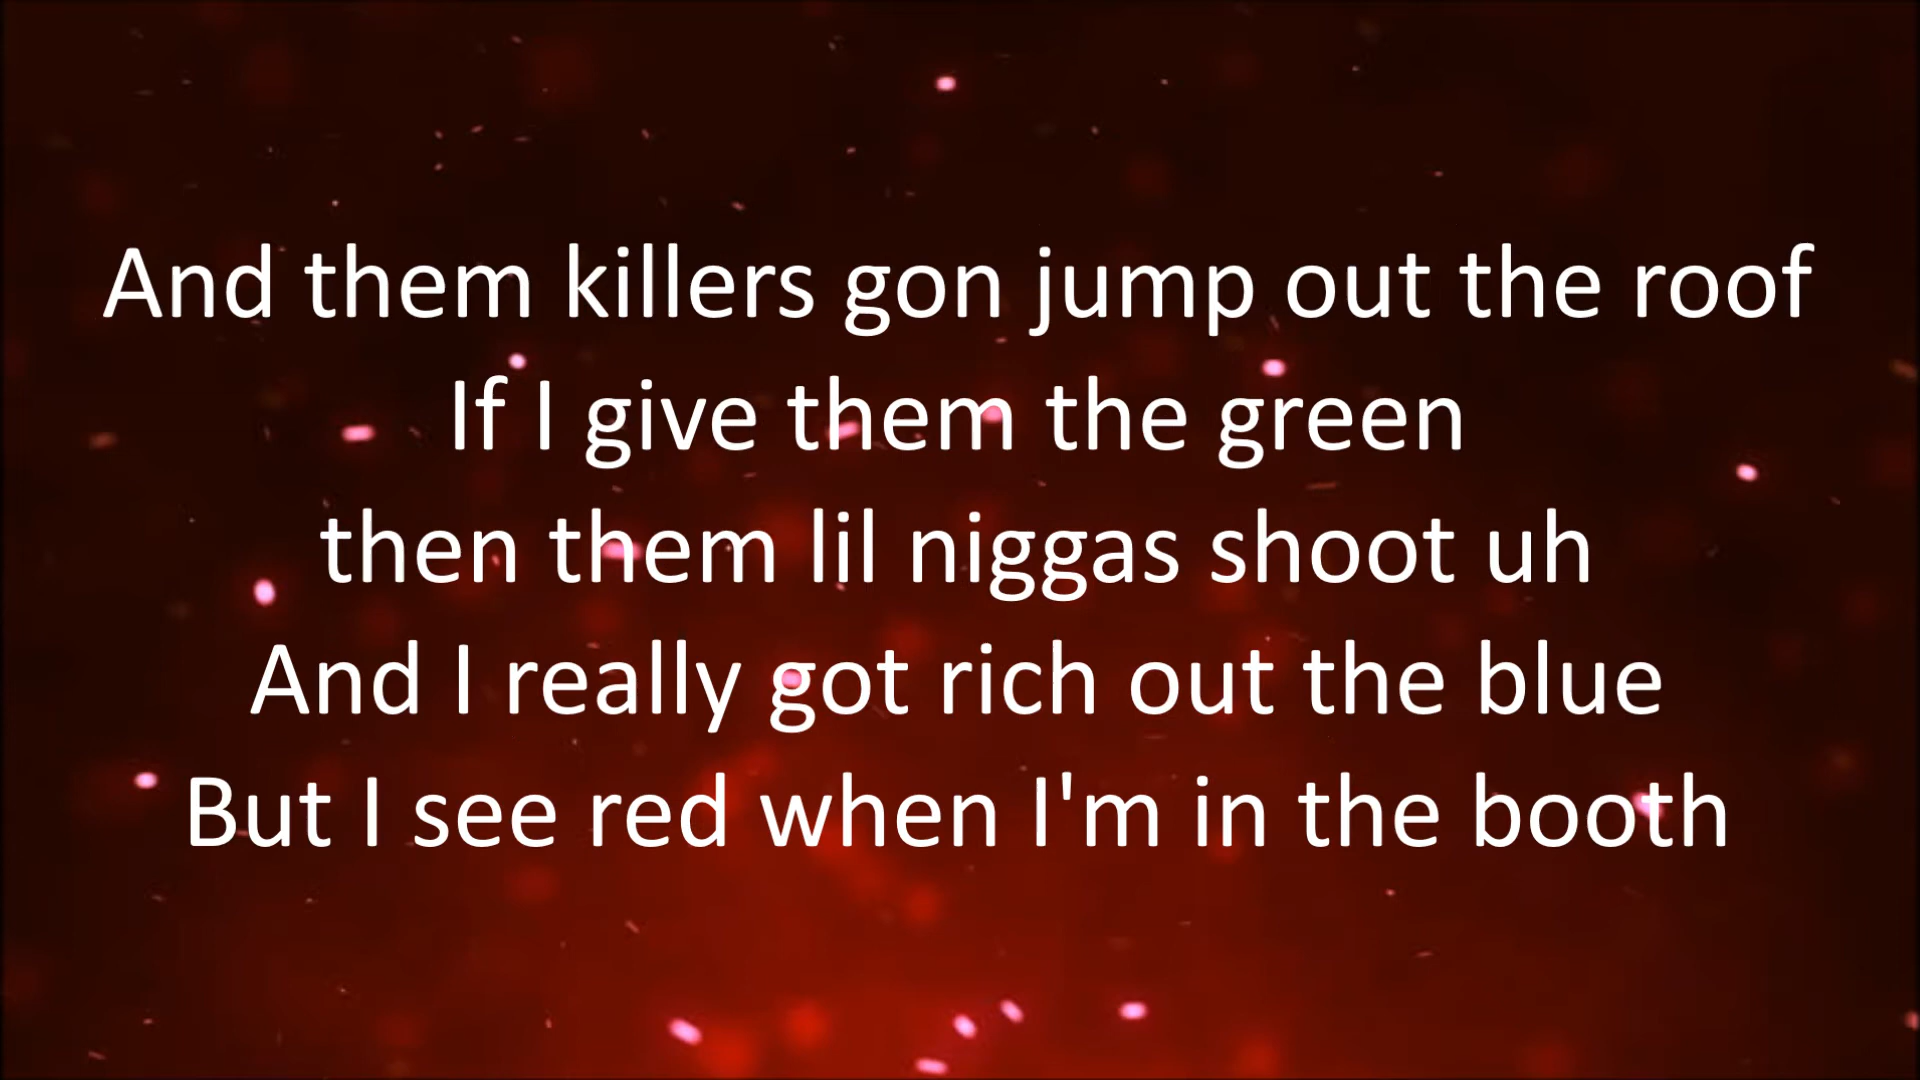 And them killers gon jump out the roof
If I give them the green
then them lil niggas shoot uh
And I really got rich out the blue
But I see red when I'm in the booth